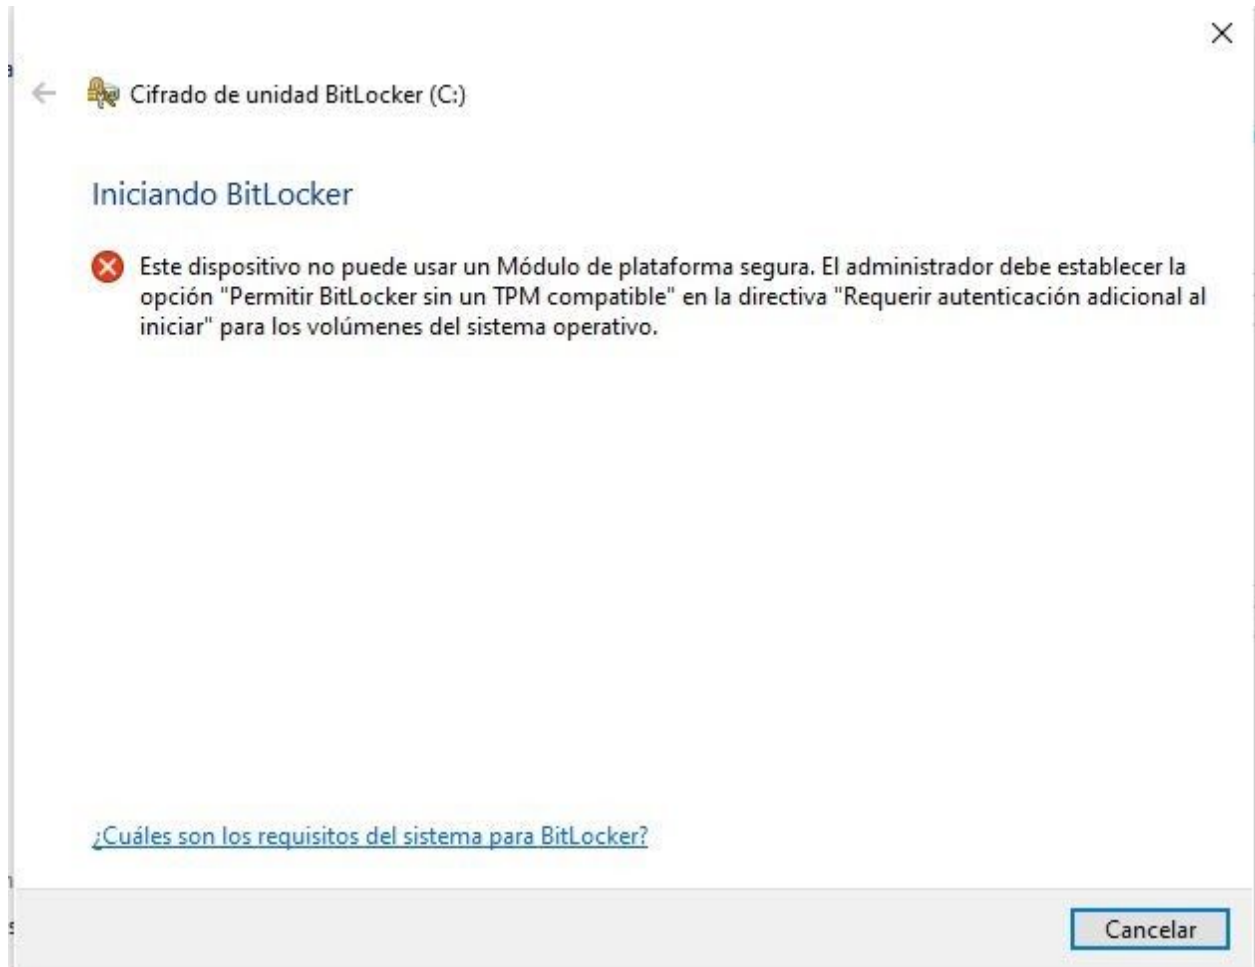 Cifrado de unidad BitLocker (C:)
Iniciando BitLocker
Este dispositivo no puede usar un Módulo de plataforma segura. El administrador debe establecer la
opción "Permitir BitLocker sin un TPM compatible" en la directiva "Requerir autenticación adicional al
iniciar" para los volúmenes del sistema operativo.
¿Cuáles son los requisitos del sistema para BitLocker?
Cancelar